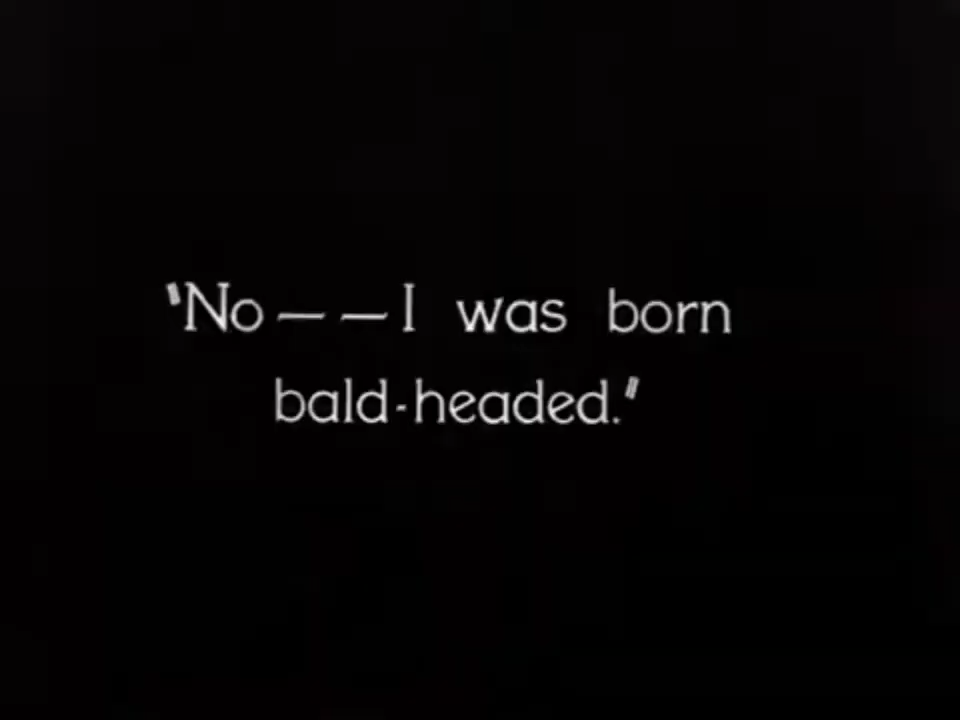 "No — — I was born
bald-headed."